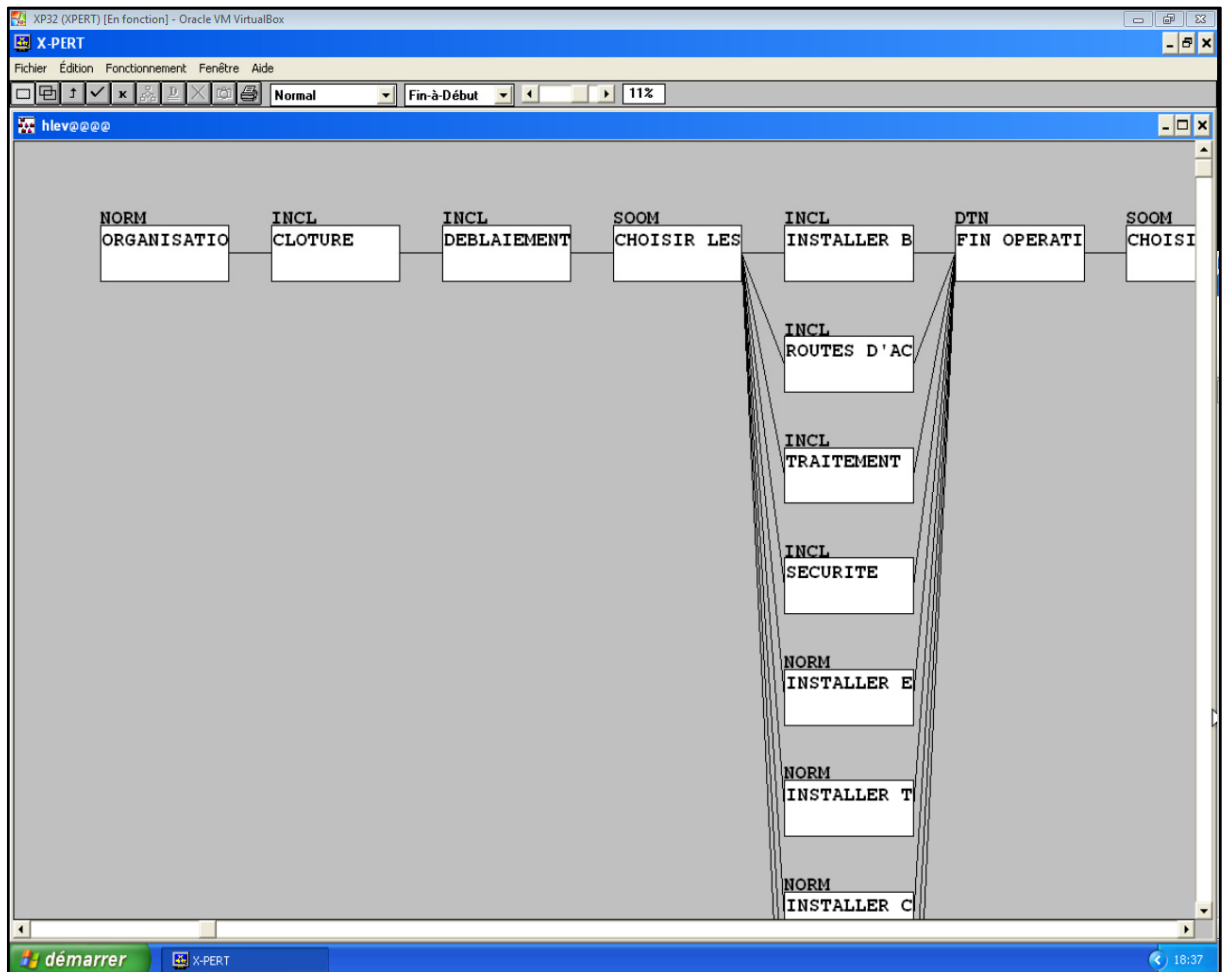 XP32 (XPERT) [En fonction] - Oracle VM VirtualBox
X-PERT
Fichier Édition Fonctionnement Fenêtre Aide
K D Normal Fin-à-Début 11%
hlev@@@@
NORM INCL INCL SOOM INCL DTN SOOM
ORGANISATIO CLOTURE DEBLAIEMENT CHOISIR LES INSTALLER B FIN OPERATI CHOISI
INCL
ROUTES D'AC
INCL
TRAITEMENT
INCL
SECURITE
NORM
INSTALLER E
NORM
INSTALLER T
NORM
INSTALLER C
démarrer X-PERT 18:37